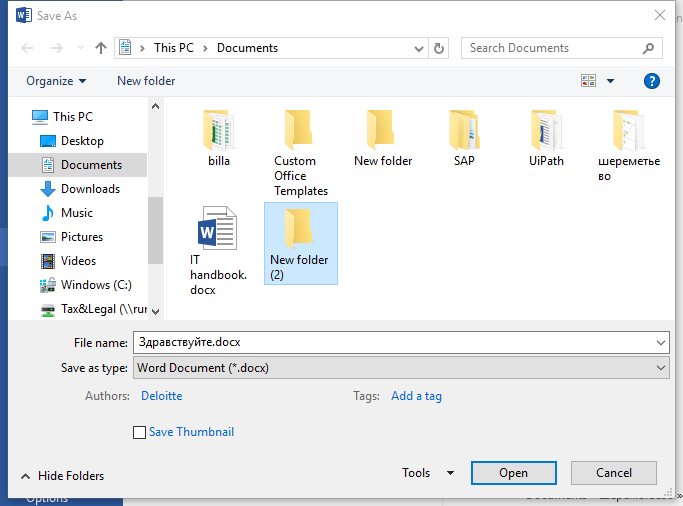 Save As
This PC > Documents
Search Documents
Organize
New folder
This PC
Desktop
Documents
Downloads
Music
Pictures
Videos
Windows (C:)
Tax&Legal (\\rur
billa
Custom
Office
Templates
New folder
SAP
UiPath
шереметье
во
IT
handbook.
docx
New folder
(2)
File name: Здравствуйте.docx
Save as type: Word Document (*.docx)
Authors: Deloitte
Tags: Add a tag
Save Thumbnail
Hide Folders
Tools
Open
Cancel
Options